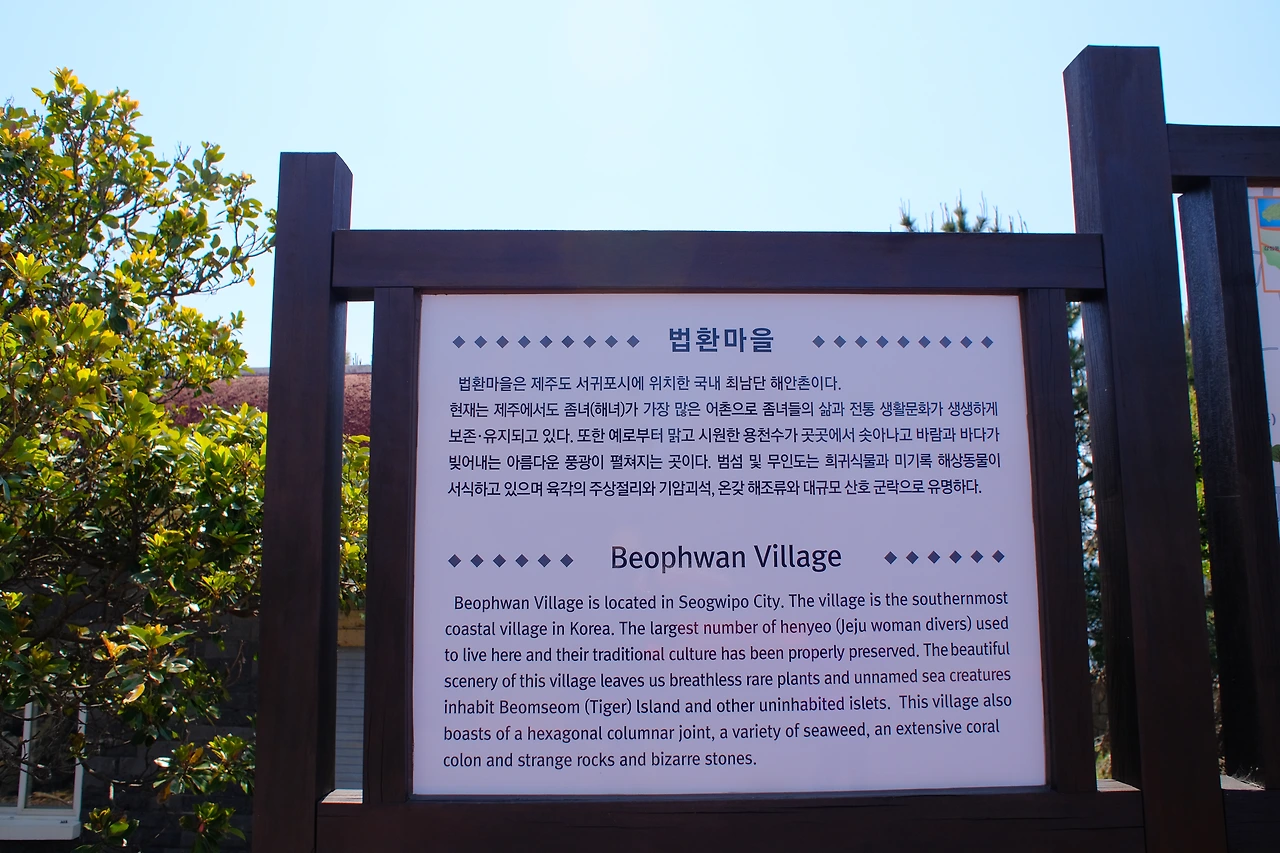 법환마을
법환마을은 제주도 서귀포시에 위치한 국내 최남단 해안촌이다.
현재는 제주에서도 좀녀(해녀)가 가장 많은 어촌으로 좀녀들의 삶과 전통 생활문화가 생생하게
보존·유지되고 있다. 또한 예로부터 맑고 시원한 용천수가 곳곳에서 솟아나고 바람과 바다가
빚어내는 아름다운 풍광이 펼쳐지는 곳이다. 범섬 및 무인도는 희귀식물과 미기록 해상동물이
서식하고 있으며 육각의 주상절리와 기암괴석, 온갖 해조류와 대규모 산호 군락으로 유명하다.
Beophwan Village
Beophwan Village is located in Seogwipo City. The village is the southernmost
coastal village in Korea. The largest number of henyeo (Jeju woman divers) used
to live here and their traditional culture has been properly preserved. The beautiful
scenery of this village leaves us breathless rare plants and unnamed sea creatures
inhabit Beomseom (Tiger) Island and other uninhabited islets. This village also
boasts of a hexagonal columnar joint, a variety of seaweed, an extensive coral
colon and strange rocks and bizarre stones.